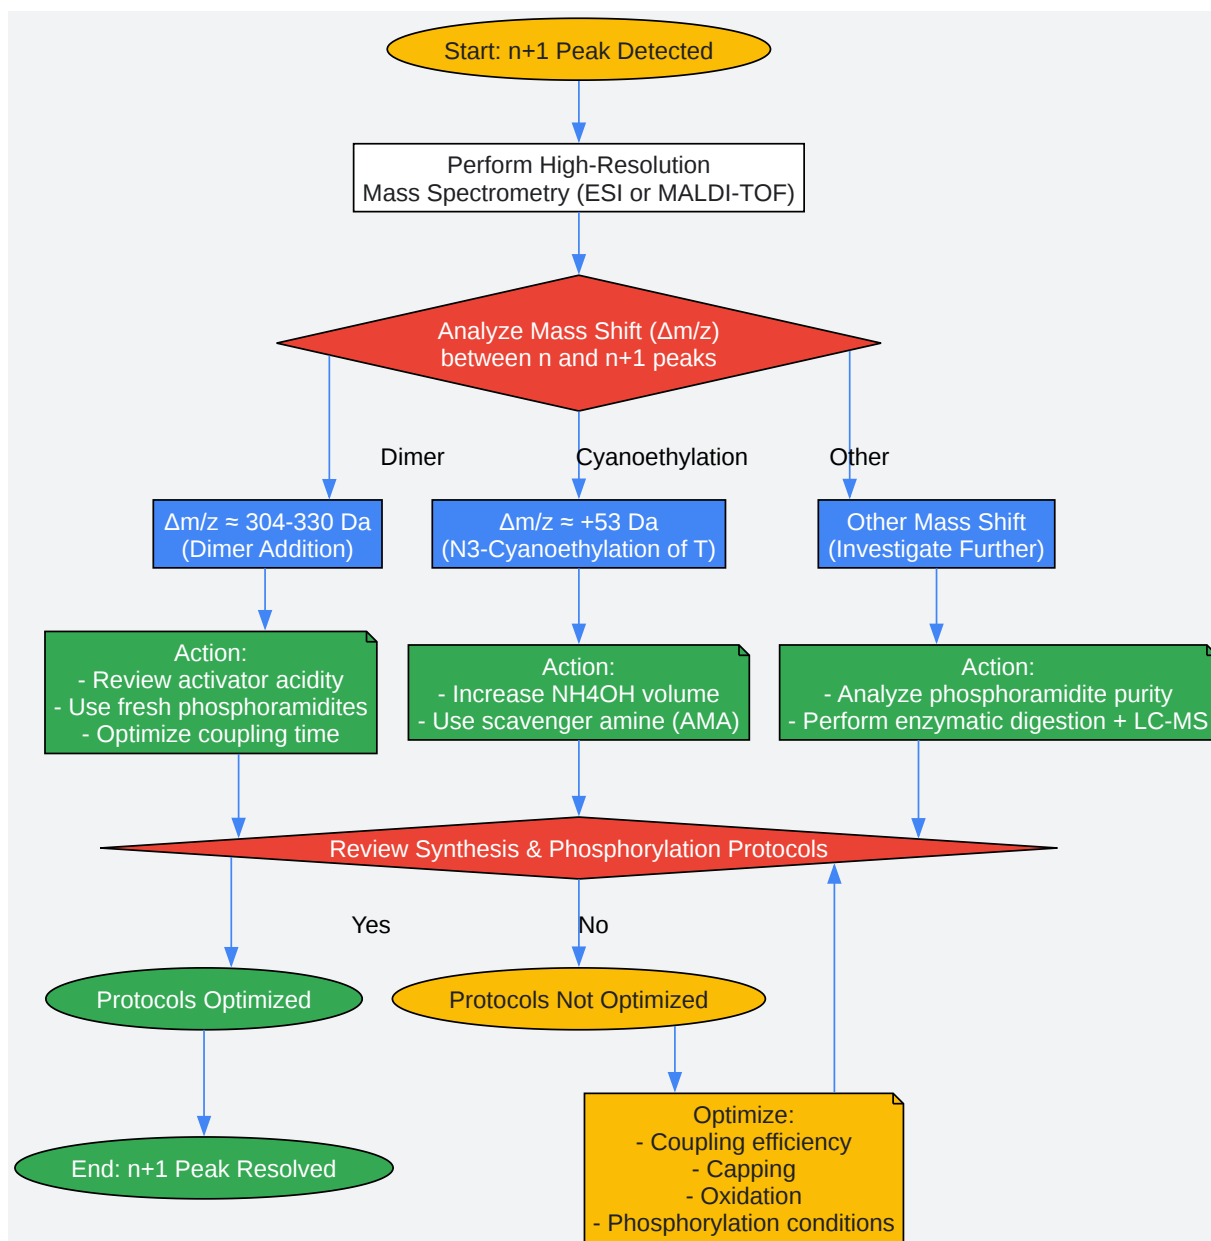 Start: n+1 Peak Detected
Perform High-Resolution
Mass Spectrometry (ESI or MALDI-TOF)
Analyze Mass Shift (Δm/z)
between n and n+1 peaks
Dimer
Cyanoethylation
Other
Δm/z ≈ 304-330 Da
(Dimer Addition)
Δm/z ≈ +53 Da
(N3-Cyanoethylation of T)
Other Mass Shift
(Investigate Further)
Action:
- Review activator acidity
- Use fresh phosphoramidites
- Optimize coupling time
Action:
- Increase NH4OH volume
- Use scavenger amine (AMA)
Action:
- Analyze phosphoramidite purity
- Perform enzymatic digestion + LC-MS
Review Synthesis & Phosphorylation Protocols
Yes
No
Protocols Optimized
Protocols Not Optimized
End: n+1 Peak Resolved
Optimize:
- Coupling efficiency
- Capping
- Oxidation
- Phosphorylation conditions